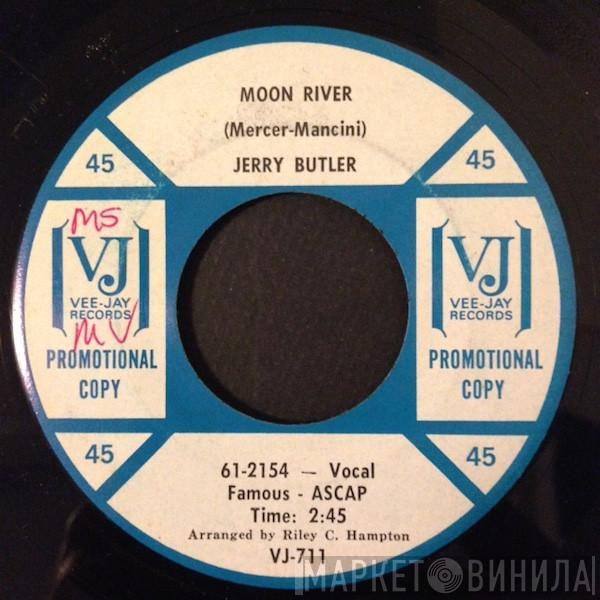 MOON RIVER
(Mercer-Mancini)
JERRY BUTLER
45
45
MS
VJ
VEE-JAY
RECORDS
MV
PROMOTIONAL
COPY
VJ
VEE-JAY
RECORDS
PROMOTIONAL
COPY
45
45
61-2154 — Vocal
Famous - ASCAP
Time: 2:45
Arranged by Riley C. Hampton
VJ-711
МАРКЕТ ВИНИЛА